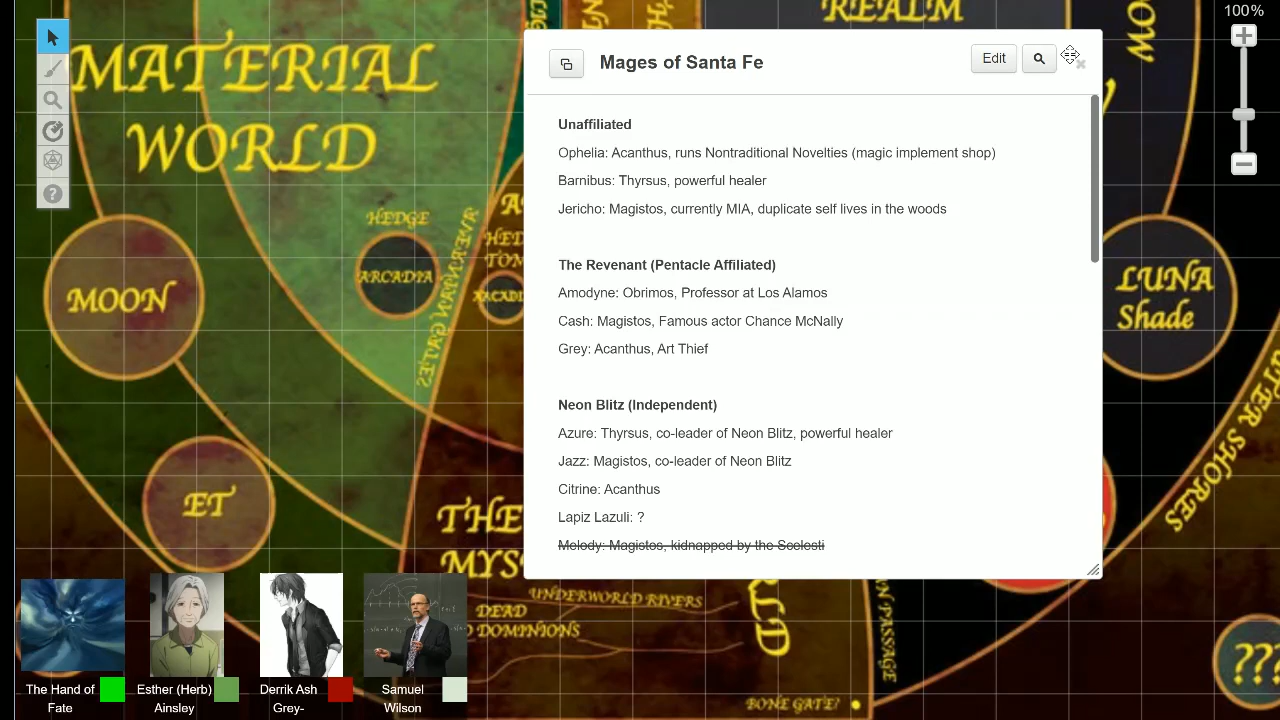 100%
REALM
MATERIAL
WORLD
HEDGE
ARCADIA
MOON
ET
THE
MYS
DEAD
DOMINIONS
UNDERWORLD RIVERS
BONE GATE?
LUNA
Shade
???
Mages of Santa Fe
Edit
Unaffiliated
Ophelia: Acanthus, runs Nontraditional Novelties (magic implement shop)
Barnibus: Thyrsus, powerful healer
Jericho: Magistos, currently MIA, duplicate self lives in the woods
The Revenant (Pentacle Affiliated)
Amodyne: Obrimos, Professor at Los Alamos
Cash: Magistos, Famous actor Chance McNally
Grey: Acanthus, Art Thief
Neon Blitz (Independent)
Azure: Thyrsus, co-leader of Neon Blitz, powerful healer
Jazz: Magistos, co-leader of Neon Blitz
Citrine: Acanthus
Lapiz Lazuli: ?
Melody: Magistos, kidnapped by the Scelesti
The Hand of
Fate
Esther (Herb)
Ainsley
Derrik Ash
Grey-
Samuel
Wilson